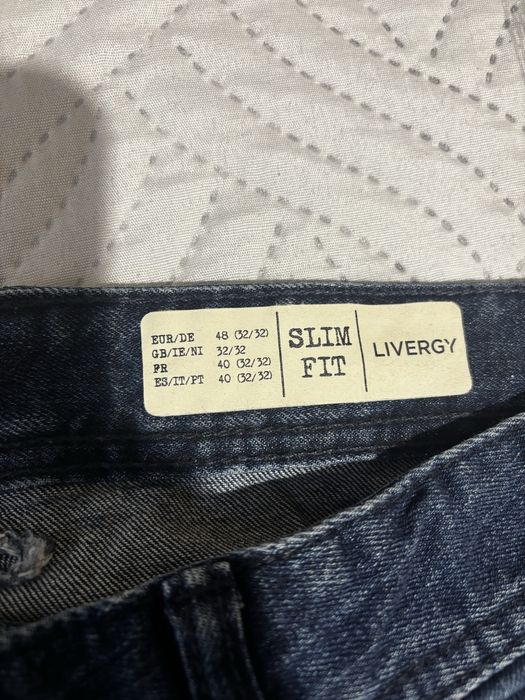 EUR/DE 48 (32/32)
GB/IE/NI 32/32
FR 40 (32/32)
ES/IT/PT 40 (32/32)
SLIM
FIT
LIVERGY